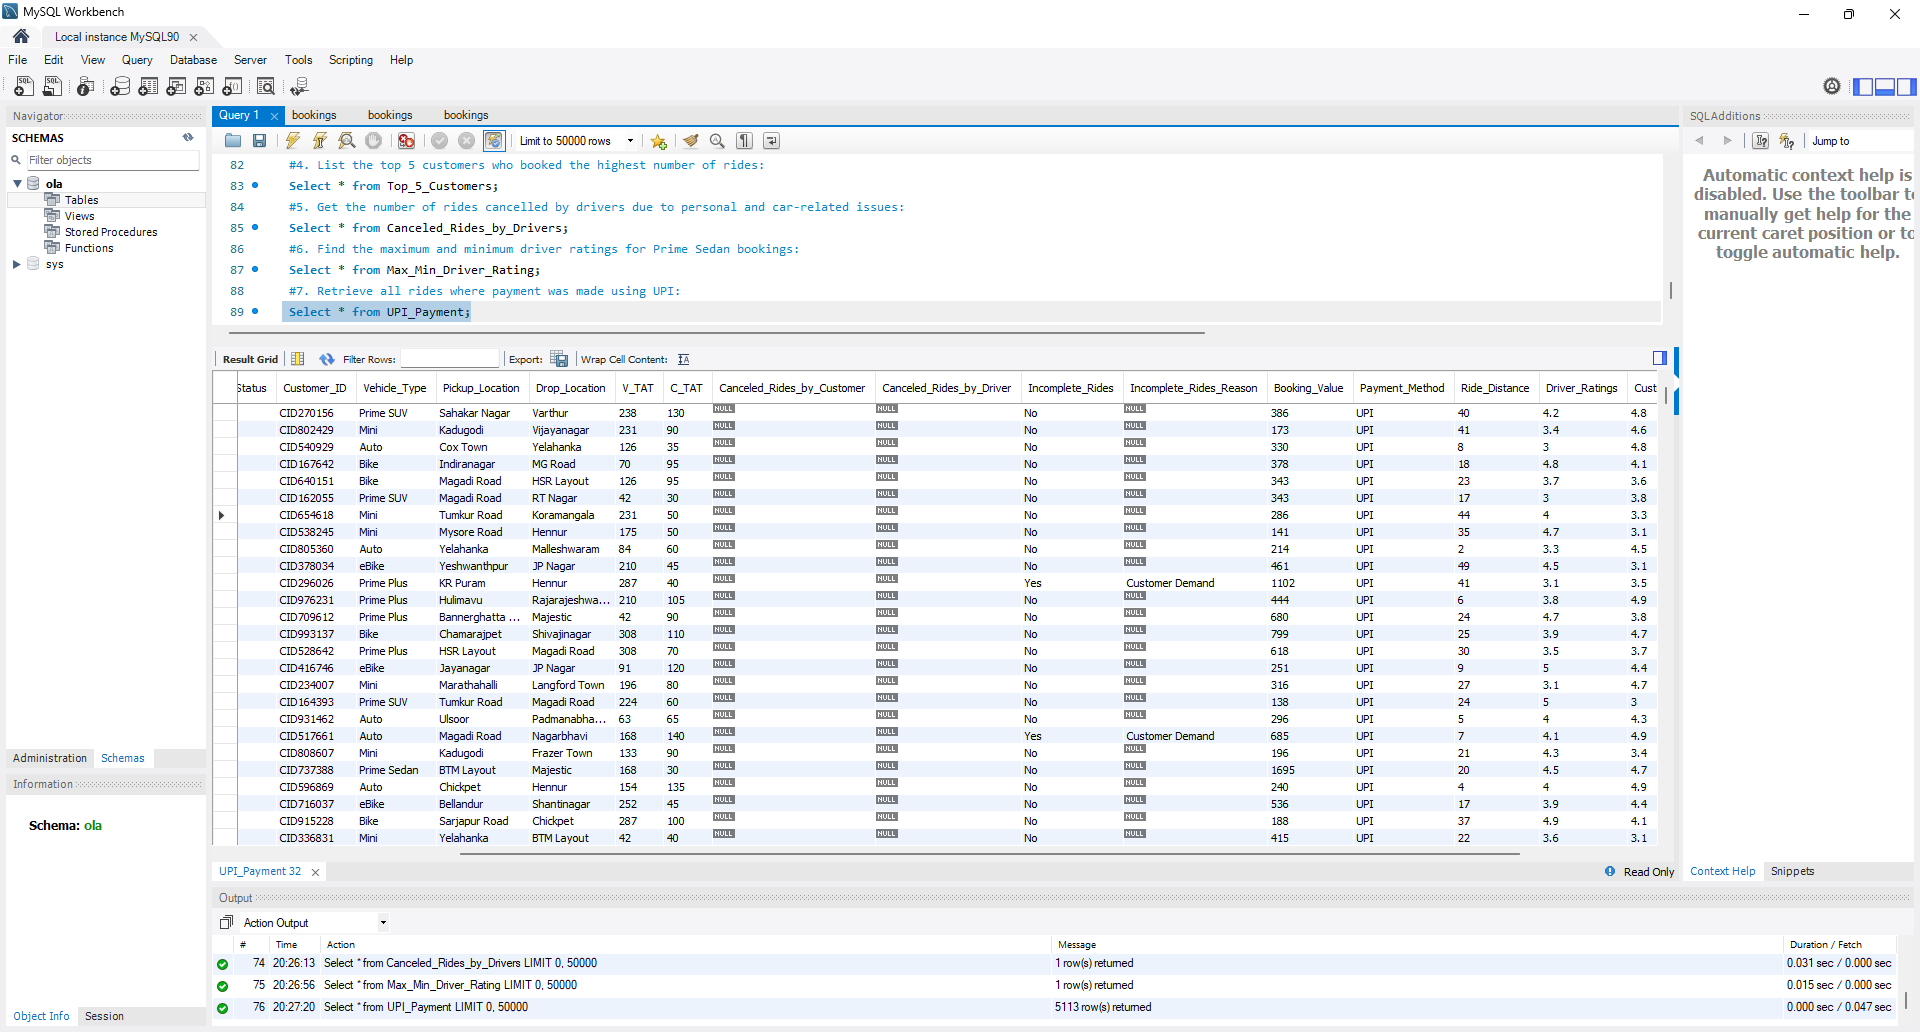 MySQL Workbench
Local instance MySQL90
File Edit View Query Database Server Tools Scripting Help
Navigator
SCHEMAS
Filter objects
ola
Tables
Views
Stored Procedures
Functions
sys
Administration Schemas
Information
Schema: ola
Object Info Session
Query 1 bookings bookings bookings
Limit to 50000 rows
82 #4. List the top 5 customers who booked the highest number of rides:
83 Select * from Top_5_Customers;
84 #5. Get the number of rides cancelled by drivers due to personal and car-related issues:
85 Select * from Canceled_Rides_by_Drivers;
86 #6. Find the maximum and minimum driver ratings for Prime Sedan bookings:
87 Select * from Max_Min_Driver_Rating;
88 #7. Retrieve all rides where payment was made using UPI:
89 Select * from UPI_Payment;
Result Grid Filter Rows: Export: Wrap Cell Content:
Status Customer_ID Vehicle_Type Pickup_Location Drop_Location V_TAT C_TAT Canceled_Rides_by_Customer Canceled_Rides_by_Driver Incomplete_Rides Incomplete_Rides_Reason Booking_Value Payment_Method Ride_Distance Driver_Ratings Cust
CID270156 Prime SUV Sahakar Nagar Varthur 238 130 NULL NULL No NULL 386 UPI 40 4.2 4.8
CID802429 Mini Kadugodi Vijayanagar 231 90 NULL NULL No NULL 173 UPI 41 3.4 4.6
CID540929 Auto Cox Town Yelahanka 126 35 NULL NULL No NULL 330 UPI 8 3 4.8
CID167642 Bike Indiranagar MG Road 70 95 NULL NULL No NULL 378 UPI 18 4.8 4.1
CID640151 Bike Magadi Road HSR Layout 126 95 NULL NULL No NULL 343 UPI 23 3.7 3.6
CID162055 Prime SUV Magadi Road RT Nagar 42 30 NULL NULL No NULL 343 UPI 17 3 3.8
CID654618 Mini Tumkur Road Koramangala 231 50 NULL NULL No NULL 286 UPI 44 4 3.3
CID538245 Mini Mysore Road Hennur 175 50 NULL NULL No NULL 141 UPI 35 4.7 3.1
CID805360 Auto Yelahanka Malleshwaram 84 60 NULL NULL No NULL 214 UPI 2 3.3 4.5
CID378034 eBike Yeshwanthpur JP Nagar 210 45 NULL NULL No NULL 461 UPI 49 4.5 3.1
CID296026 Prime Plus KR Puram Hennur 287 40 NULL NULL Yes Customer Demand 1102 UPI 41 3.1 3.5
CID976231 Prime Plus Hulimavu Rajarajeshwa... 210 105 NULL NULL No NULL 444 UPI 6 3.8 4.9
CID709612 Prime Plus Bannerghatta ... Majestic 42 90 NULL NULL No NULL 680 UPI 24 4.7 3.8
CID993137 Bike Chamarajpet Shivajinagar 308 110 NULL NULL No NULL 799 UPI 25 3.9 4.7
CID528642 Prime Plus HSR Layout Magadi Road 308 70 NULL NULL No NULL 618 UPI 30 3.5 3.7
CID416746 eBike Jayanagar JP Nagar 91 120 NULL NULL No NULL 251 UPI 9 5 4.4
CID234007 Mini Marathahalli Langford Town 196 80 NULL NULL No NULL 316 UPI 27 3.1 4.7
CID164393 Prime SUV Tumkur Road Magadi Road 224 60 NULL NULL No NULL 138 UPI 24 5 3
CID931462 Auto Ulsoor Padmanabha... 63 65 NULL NULL No NULL 296 UPI 5 4 4.3
CID517661 Auto Magadi Road Nagarbhavi 168 140 NULL NULL Yes Customer Demand 685 UPI 7 4.1 4.9
CID808607 Mini Kadugodi Frazer Town 133 90 NULL NULL No NULL 196 UPI 21 4.3 3.4
CID737388 Prime Sedan BTM Layout Majestic 168 30 NULL NULL No NULL 1695 UPI 20 4.5 4.7
CID596869 Auto Chickpet Hennur 154 135 NULL NULL No NULL 240 UPI 4 4 4.9
CID716037 eBike Bellandur Shantinagar 252 45 NULL NULL No NULL 536 UPI 17 3.9 4.4
CID915228 Bike Sarjapur Road Chickpet 287 100 NULL NULL No NULL 188 UPI 37 4.9 4.1
CID336831 Mini Yelahanka BTM Layout 42 40 NULL NULL No NULL 415 UPI 22 3.6 3.1
UPI_Payment 32 Read Only
Output
Action Output
# Time Action Message Duration / Fetch
74 20:26:13 Select * from Canceled_Rides_by_Drivers LIMIT 0, 50000 1 row(s) returned 0.031 sec / 0.000 sec
75 20:26:56 Select * from Max_Min_Driver_Rating LIMIT 0, 50000 1 row(s) returned 0.015 sec / 0.000 sec
76 20:27:20 Select * from UPI_Payment LIMIT 0, 50000 5113 row(s) returned 0.000 sec / 0.047 sec
SQLAdditions
Jump to
Automatic context help is
disabled. Use the toolbar to
manually get help for the
current caret position or to
toggle automatic help.
Context Help Snippets